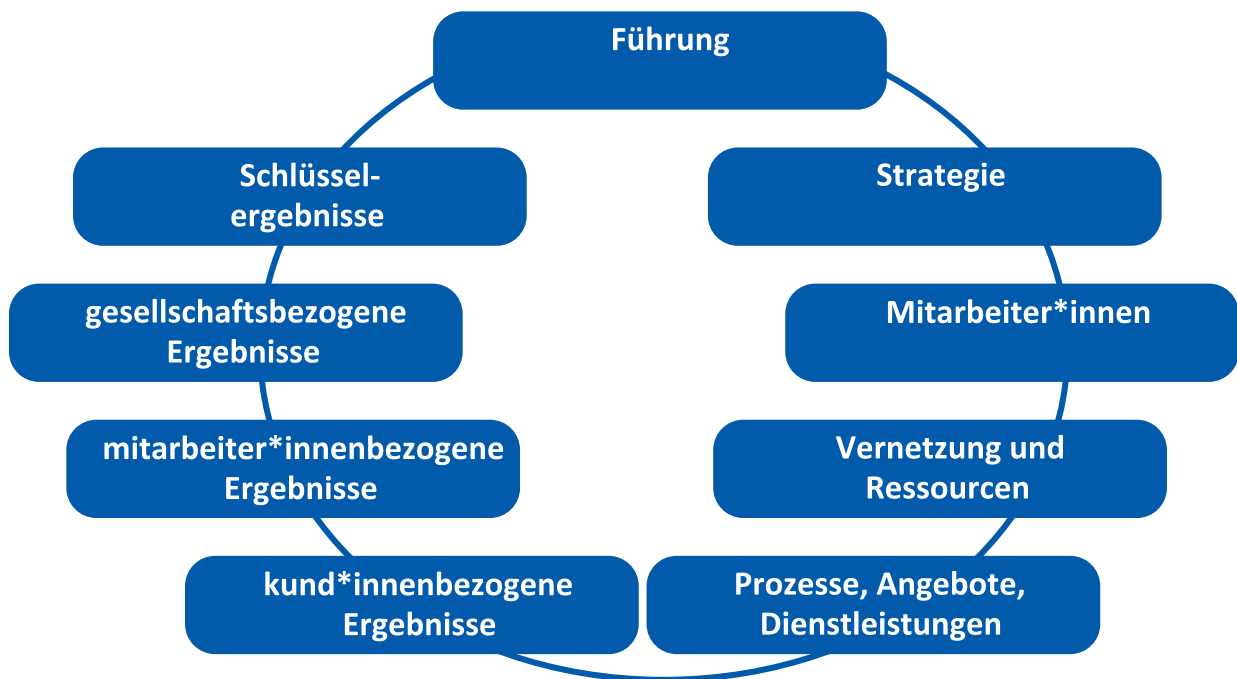 Führung
Schlüssel-
ergebnisse
Strategie
gesellschaftsbezogene
Ergebnisse
Mitarbeiter*innen
mitarbeiter*innenbezogene
Ergebnisse
Vernetzung und
Ressourcen
kund*innenbezogene
Ergebnisse
Prozesse, Angebote,
Dienstleistungen